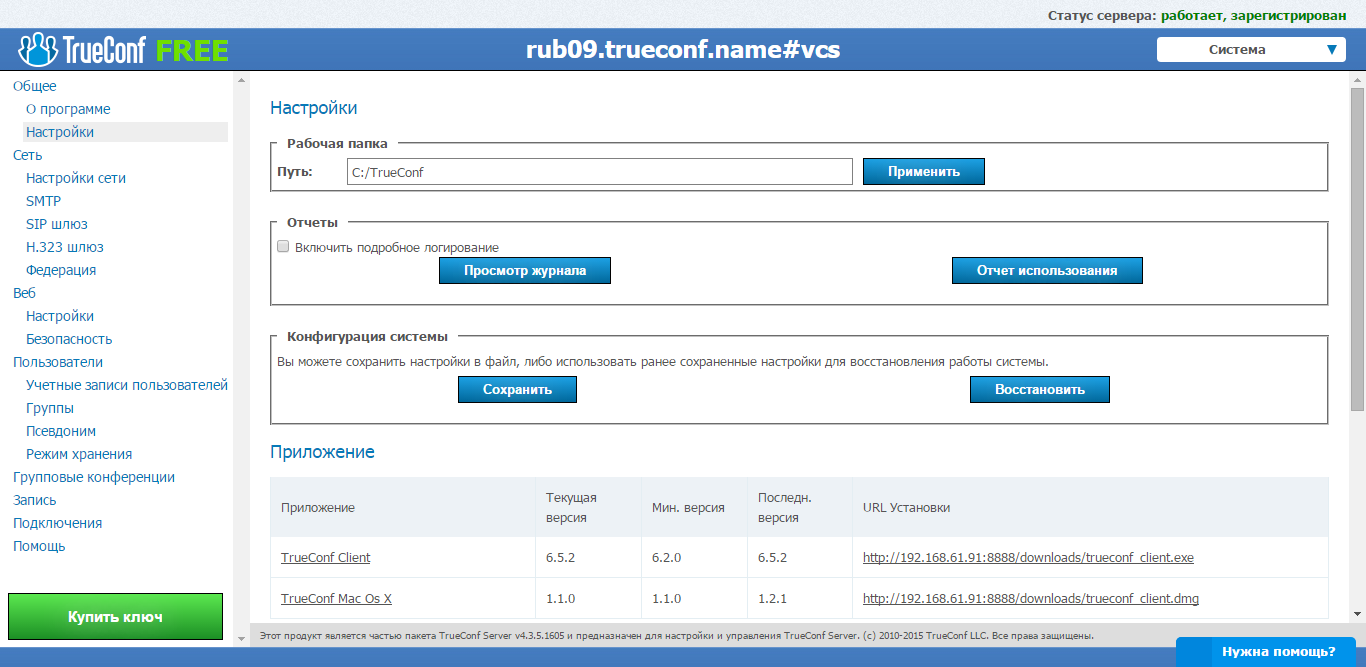 Статус сервера: работает, зарегистрирован
TrueConf FREE
rub09.trueconf.name#vcs
Система
Общее
О программе
Настройки
Сеть
Настройки сети
SMTP
SIP шлюз
H.323 шлюз
Федерация
Веб
Настройки
Безопасность
Пользователи
Учетные записи пользователей
Группы
Псевдоним
Режим хранения
Групповые конференции
Запись
Подключения
Помощь
Купить ключ
Настройки
Рабочая папка
Путь: C:/TrueConf Применить
Отчеты
Включить подробное логирование
Просмотр журнала Отчет использования
Конфигурация системы
Вы можете сохранить настройки в файл, либо использовать ранее сохраненные настройки для восстановления работы системы.
Сохранить Восстановить
Приложение
Приложение Текущая версия Мин. версия Последн. версия URL Установки
TrueConf Client 6.5.2 6.2.0 6.5.2 http://192.168.61.91:8888/downloads/trueconf_client.exe
TrueConf Mac Os X 1.1.0 1.1.0 1.2.1 http://192.168.61.91:8888/downloads/trueconf_client.dmg
Этот продукт является частью пакета TrueConf Server v4.3.5.1605 и предназначен для настройки и управления TrueConf Server. (c) 2010-2015 TrueConf LLC. Все права защищены.
Нужна помощь?